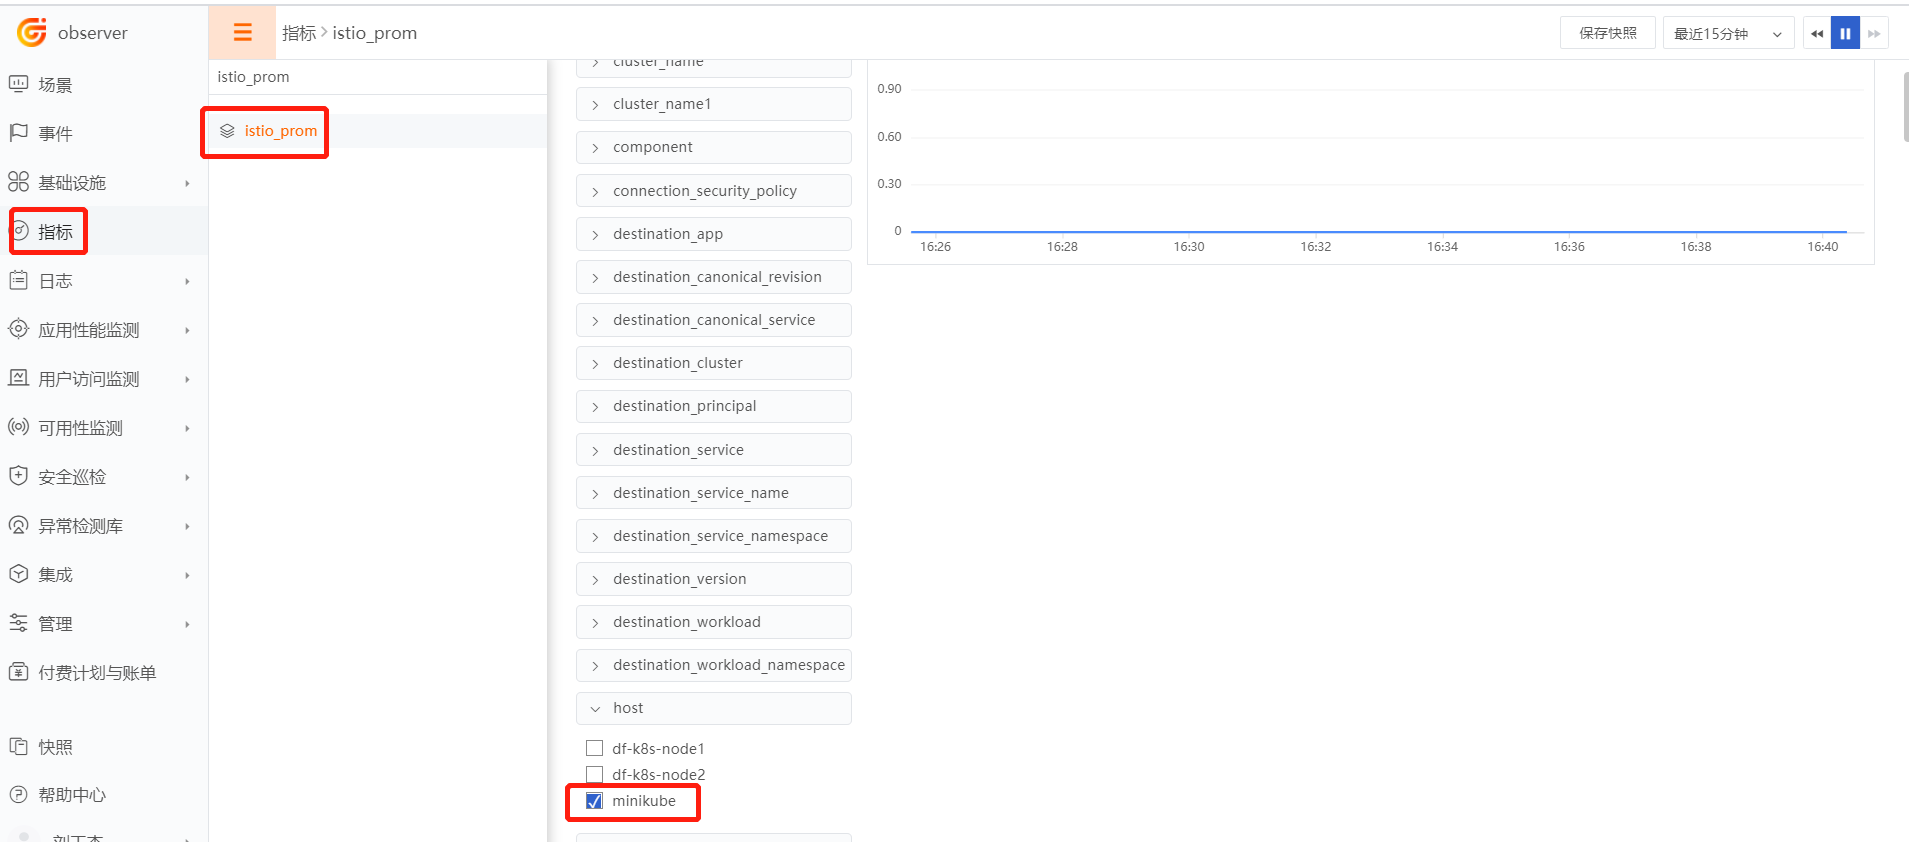 observer
场景
事件
基础设施
指标
日志
应用性能监测
用户访问监测
可用性监测
安全巡检
异常检测库
集成
管理
付费计划与账单
快照
帮助中心
指标
istio_prom
保存快照
最近15分钟
istio_prom
istio_prom
cluster_name
cluster_name1
component
connection_security_policy
destination_app
destination_canonical_revision
destination_canonical_service
destination_cluster
destination_principal
destination_service
destination_service_name
destination_service_namespace
destination_version
destination_workload
destination_workload_namespace
host
df-k8s-node1
df-k8s-node2
minikube
0.90
0.60
0.30
0
16:26 16:28 16:30 16:32 16:34 16:36 16:38 16:40